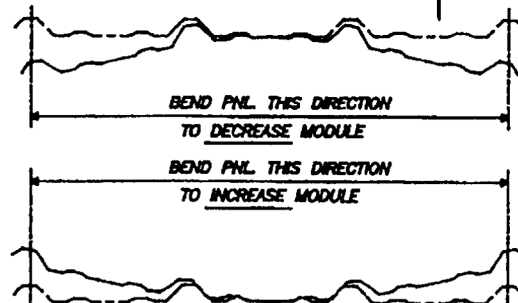 BEND PNL. THIS DIRECTION
TO DECREASE MODULE
BEND PNL. THIS DIRECTION
TO INCREASE MODULE